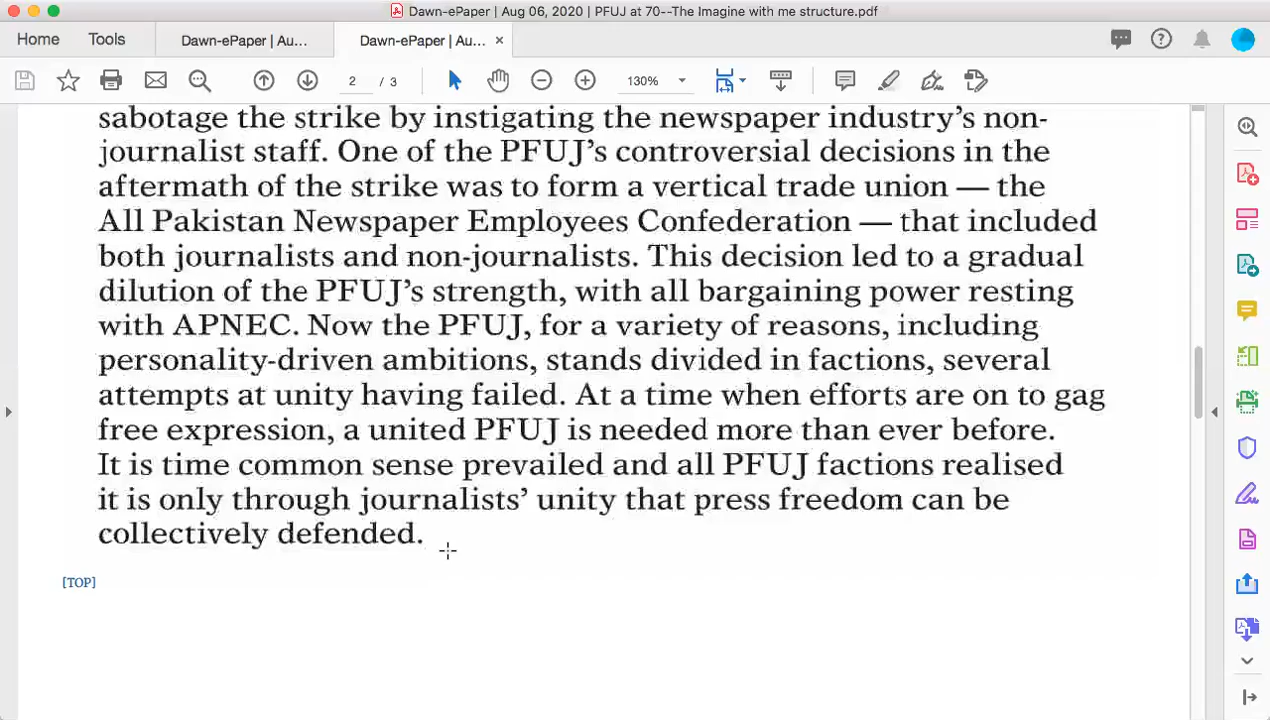 Dawn-ePaper | Aug 06, 2020 | PFUJ at 70--The Imagine with me structure.pdf
Home Tools Dawn-ePaper | Au... Dawn-ePaper | Au... ×
2 / 3 130%
sabotage the strike by instigating the newspaper industry’s non-
journalist staff. One of the PFUJ’s controversial decisions in the
aftermath of the strike was to form a vertical trade union — the
All Pakistan Newspaper Employees Confederation — that included
both journalists and non-journalists. This decision led to a gradual
dilution of the PFUJ’s strength, with all bargaining power resting
with APNEC. Now the PFUJ, for a variety of reasons, including
personality-driven ambitions, stands divided in factions, several
attempts at unity having failed. At a time when efforts are on to gag
free expression, a united PFUJ is needed more than ever before.
It is time common sense prevailed and all PFUJ factions realised
it is only through journalists’ unity that press freedom can be
collectively defended.
[TOP]